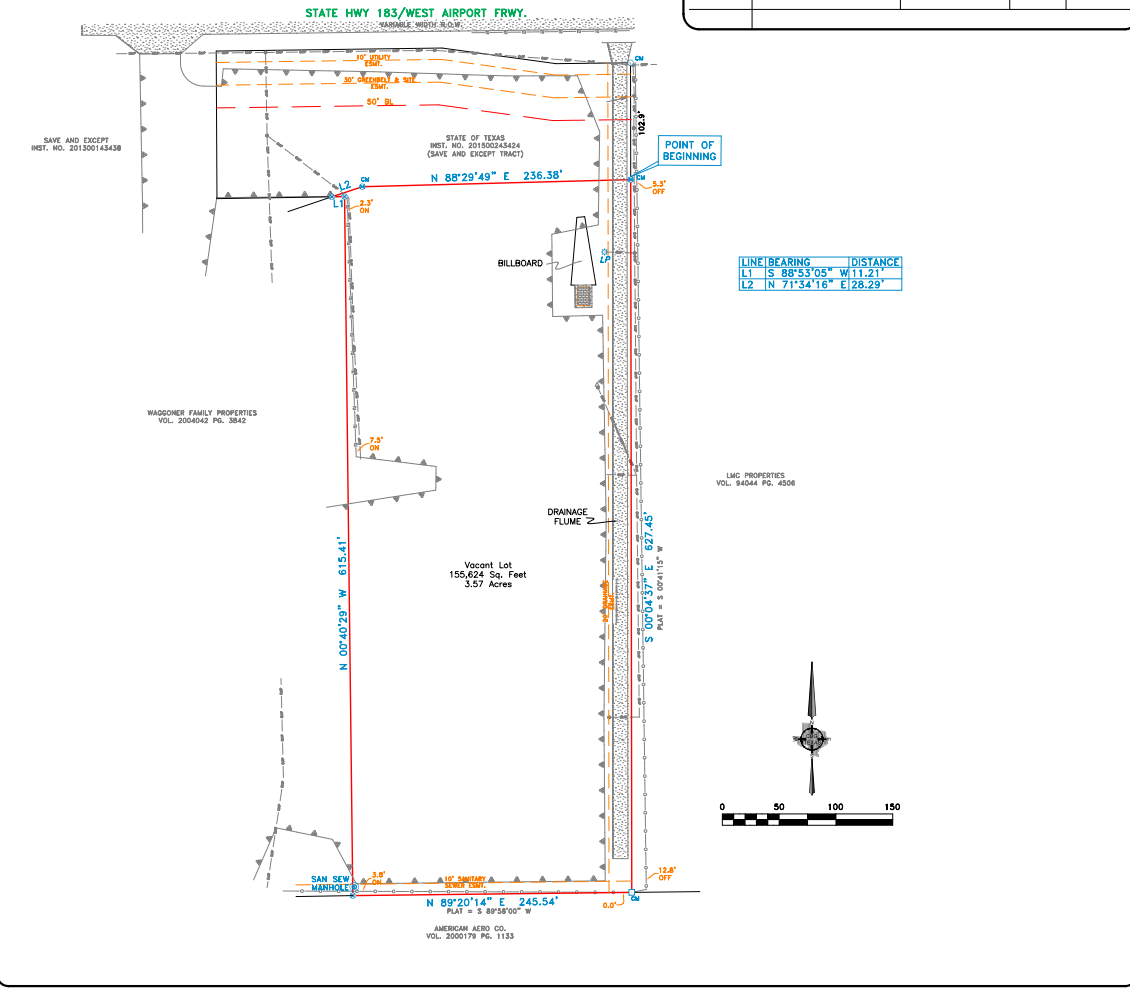 STATE HWY 183/WEST AIRPORT FRWY.
VARIABLE WIDTH R.O.W.
10' UTILITY
ESMT.
30' GREENBELT & SITE
ESMT.
50' BL
CM
102.9'
SAVE AND EXCEPT
INST. NO. 201300143438
STATE OF TEXAS
INST. NO. 201500243424
(SAVE AND EXCEPT TRACT)
POINT OF
BEGINNING
N 88°29'49" E 236.38'
CM
CM
L2
L1
5.3'
OFF
2.3'
ON
BILLBOARD
LP
LINE BEARING DISTANCE
L1 S 88°53'05" W 11.21'
L2 N 71°34'16" E 28.29'
WAGGONER FAMILY PROPERTIES
VOL. 2004042 PG. 3842
7.5'
ON
LMC PROPERTIES
VOL. 94044 PG. 4506
DRAINAGE
FLUME
N 00°40'29" W 615.41'
Vacant Lot
155,624 Sq. Feet
3.57 Acres
ESMT.
S 00°04'37" E 627.45'
PLAT = S 00°41'15" W
0 50 100 150
SAN SEW
MANHOLE
3.8'
ON
10' SANITARY
SEWER ESMT.
12.8'
OFF
0.0'
CM
N 89°20'14" E 245.54'
PLAT = S 89°58'00" W
AMERICAN AERO CO.
VOL. 2000179 PG. 1133